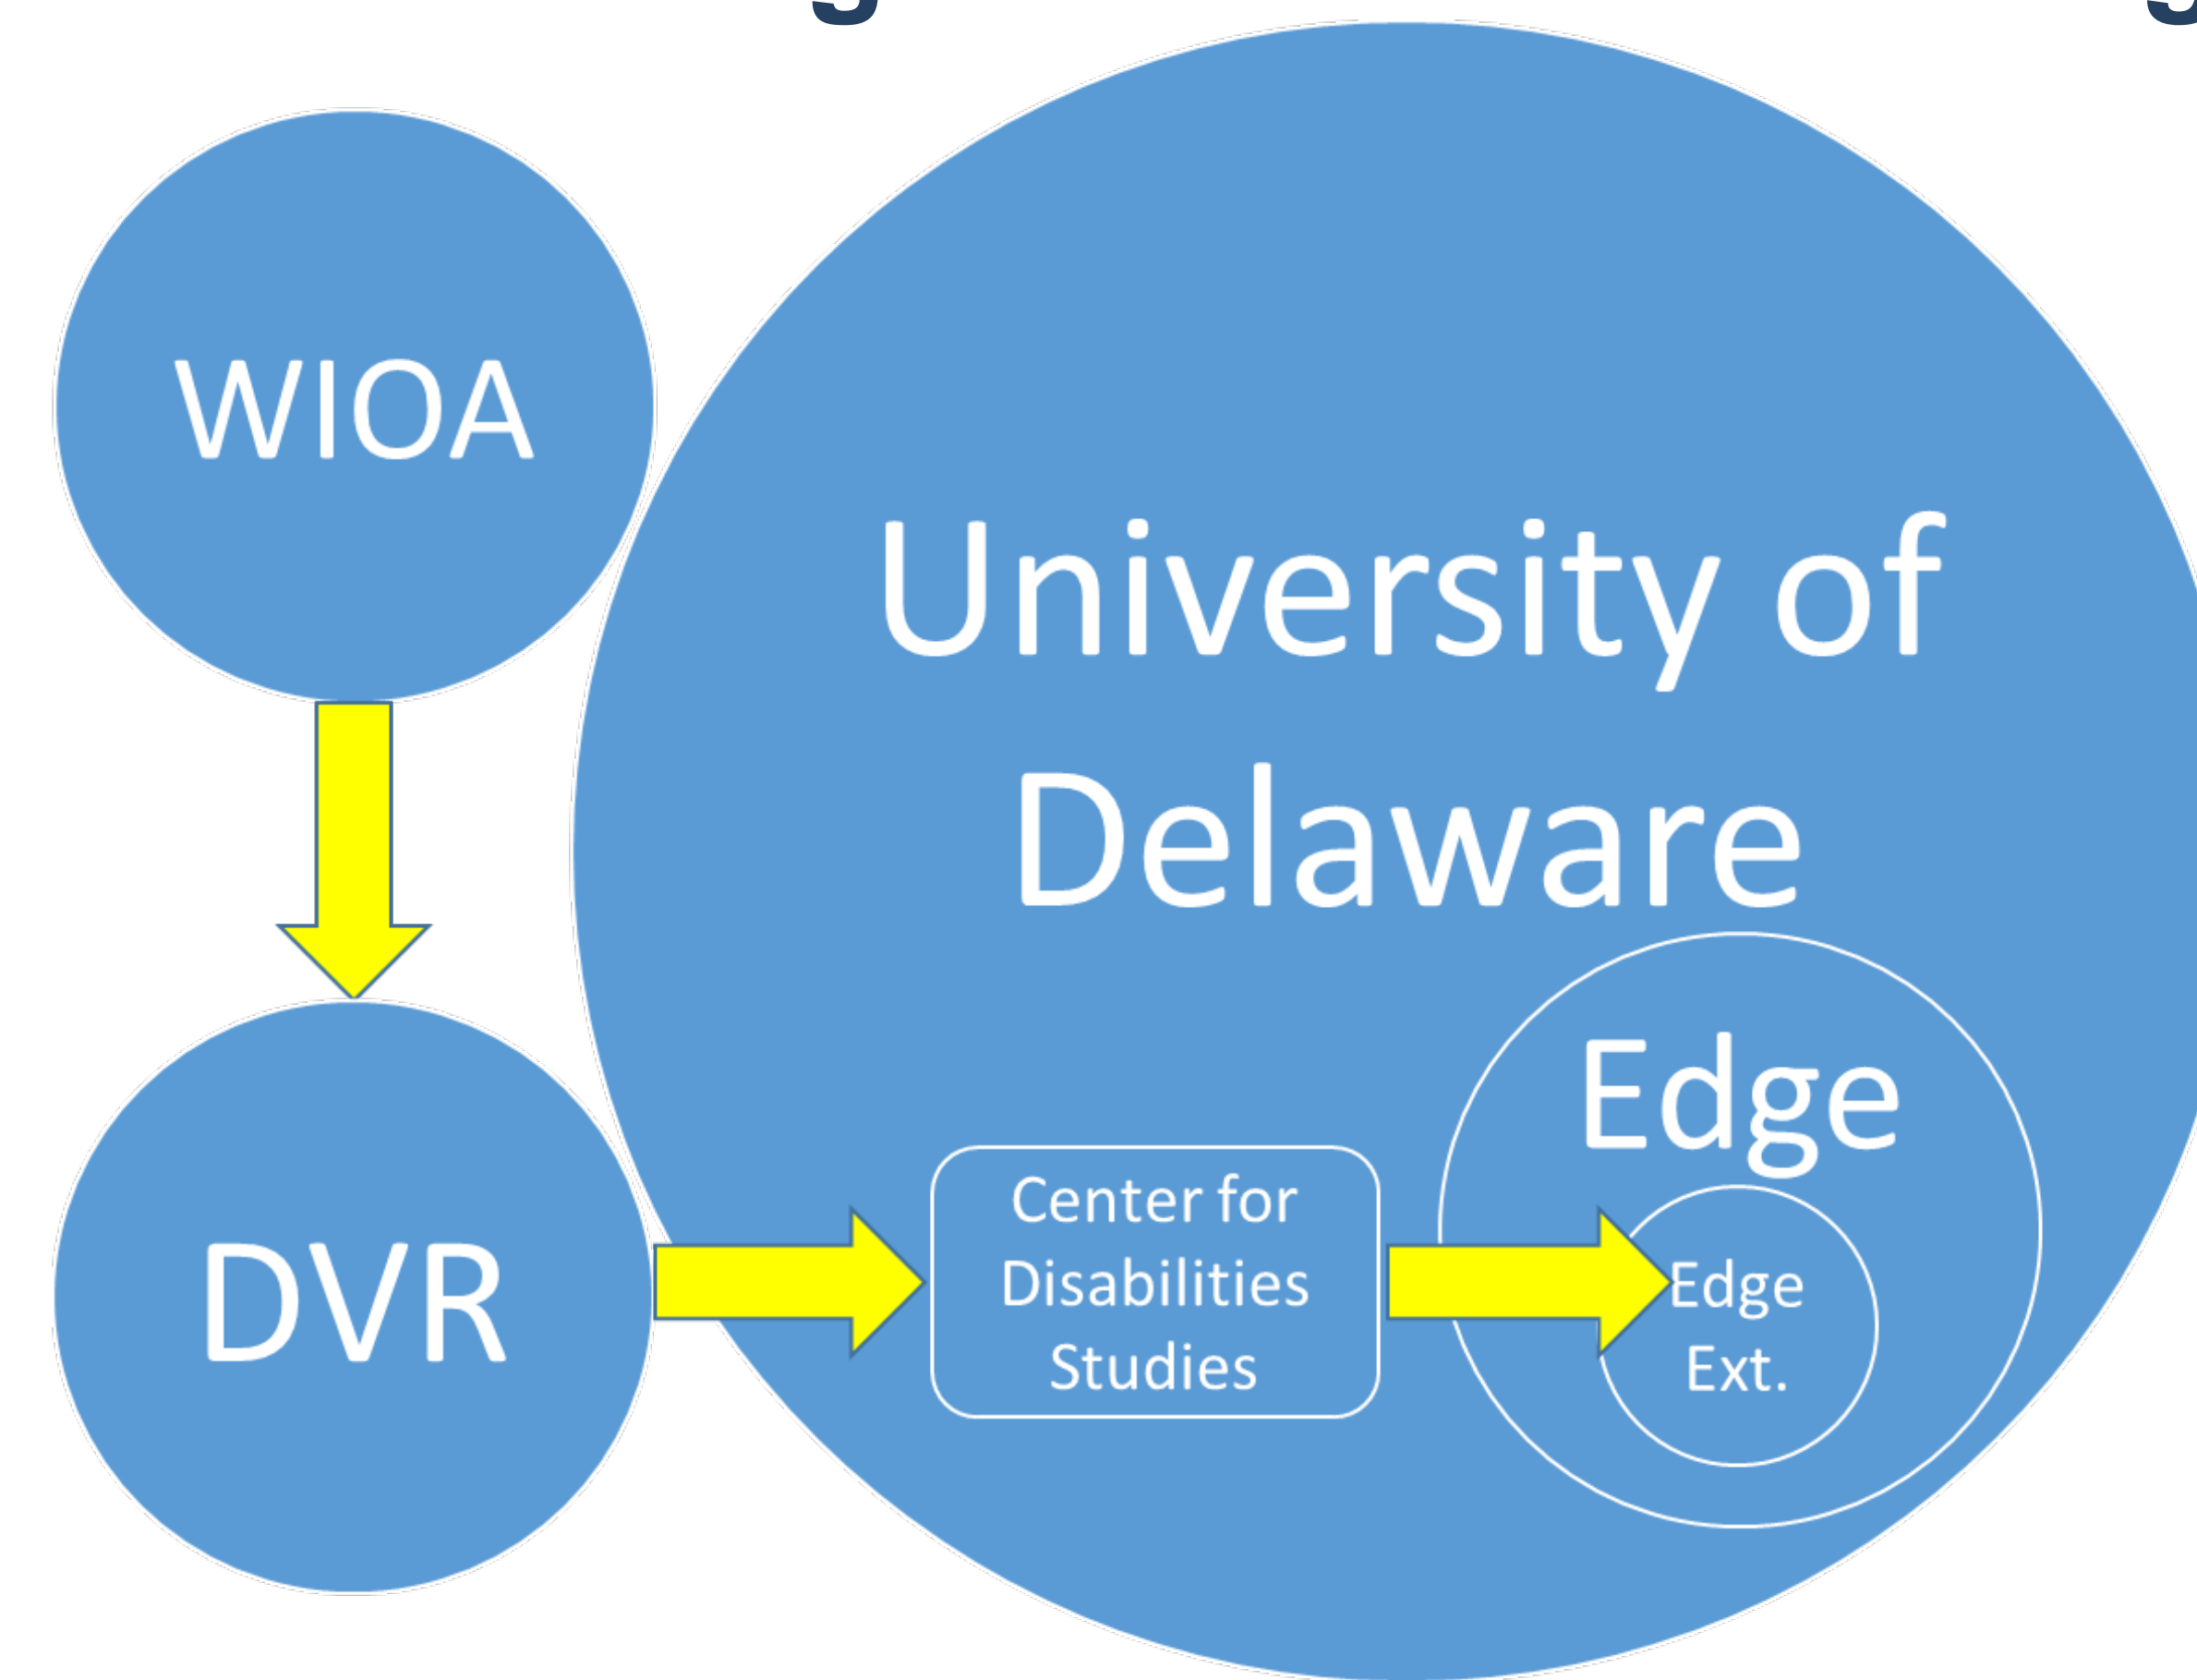 WIOA
University of
Delaware
DVR
Center for
Disabilities
Studies
Edge
Edge
Ext.